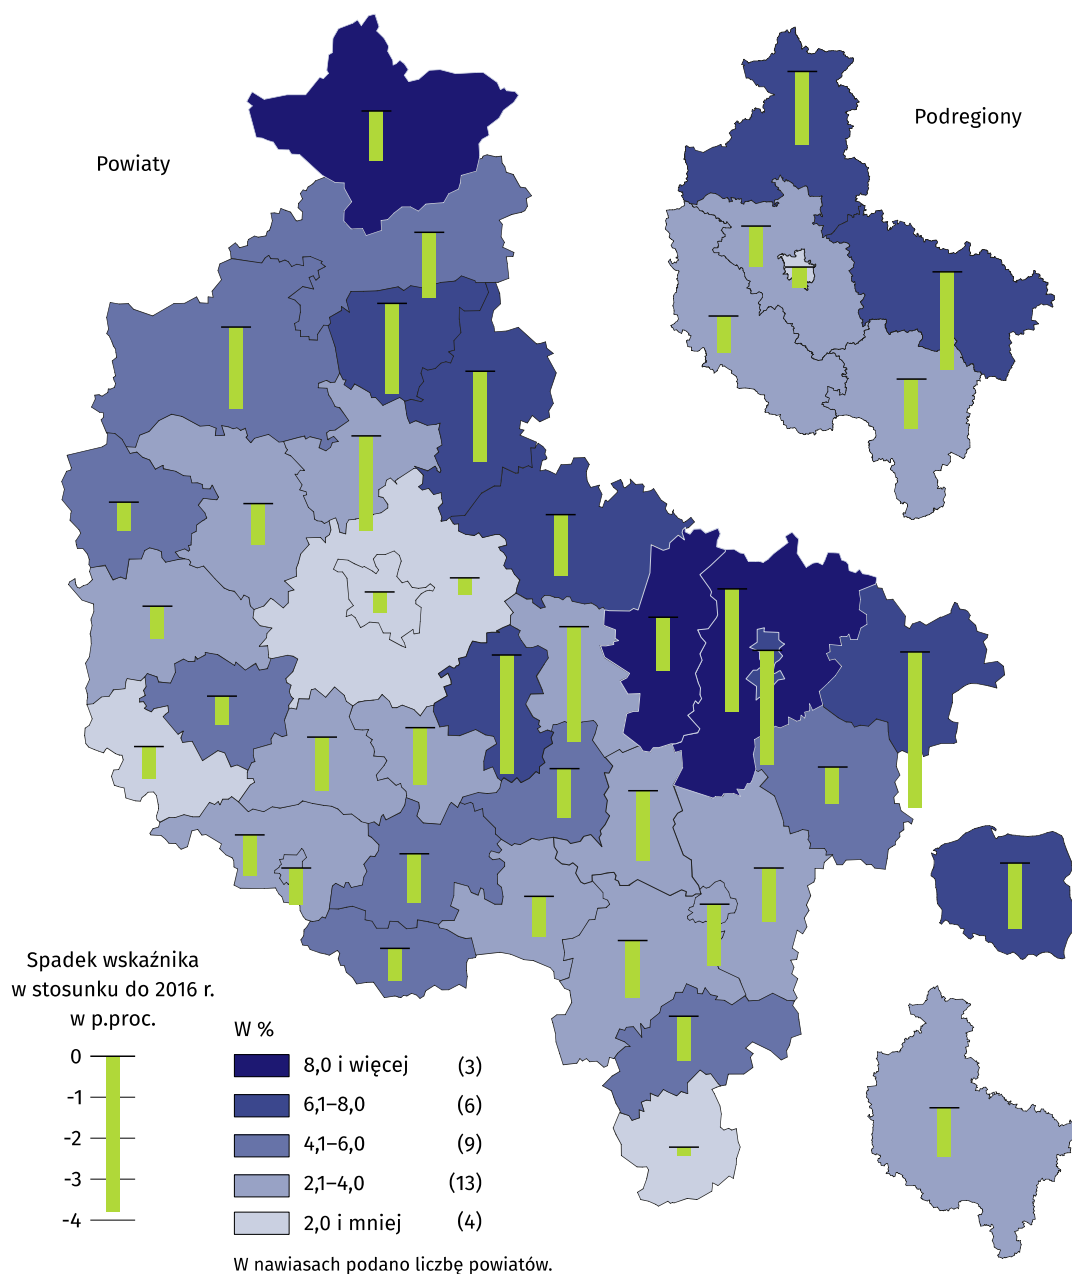 Powiaty
Podregiony
Spadek wskaźnika
w stosunku do 2016 r.
w p.proc.
0
-1
-2
-3
-4
W %
8,0 i więcej (3)
6,1–8,0 (6)
4,1–6,0 (9)
2,1–4,0 (13)
2,0 i mniej (4)
W nawiasach podano liczbę powiatów.